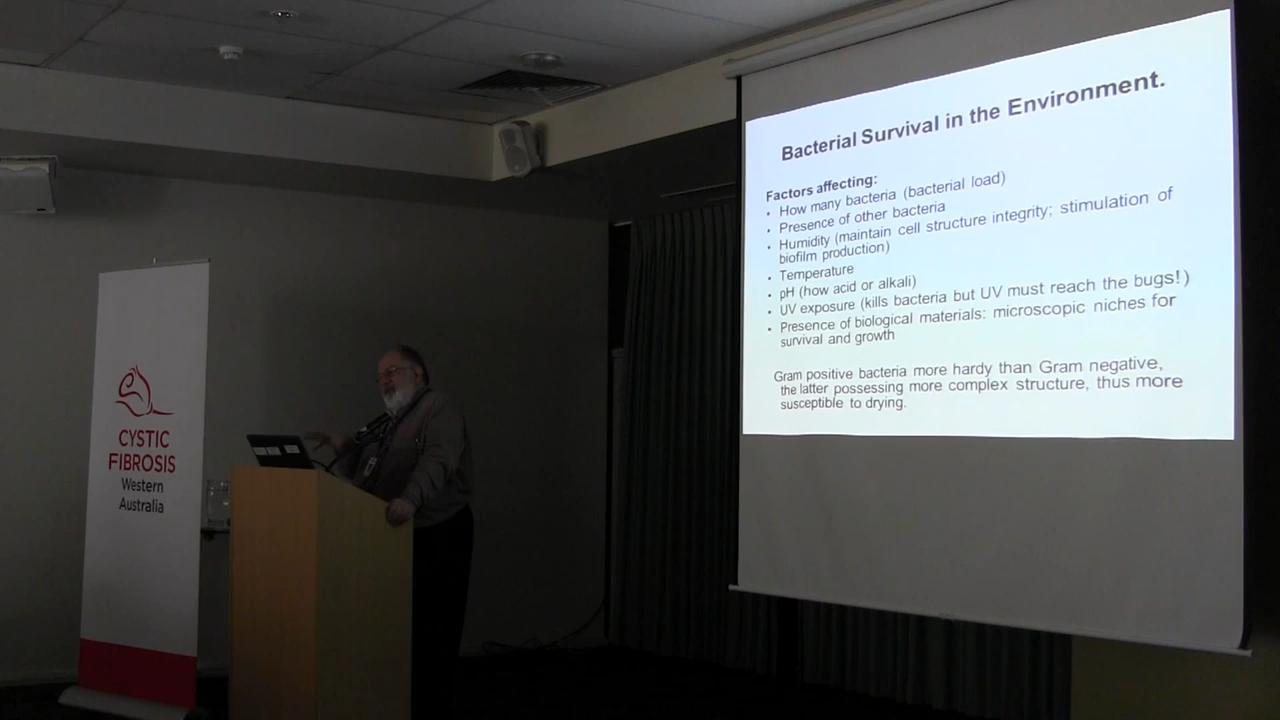 Bacterial Survival in the Environment.
Factors affecting:
• How many bacteria (bacterial load)
• Presence of other bacteria
• Humidity (maintain cell structure integrity; stimulation of
biofilm production)
• Temperature
• pH (how acid or alkali)
• UV exposure (kills bacteria but UV must reach the bugs!)
• Presence of biological materials: microscopic niches for
survival and growth
Gram positive bacteria more hardy than Gram negative,
the latter possessing more complex structure, thus more
susceptible to drying.
CYSTIC
FIBROSIS
Western
Australia